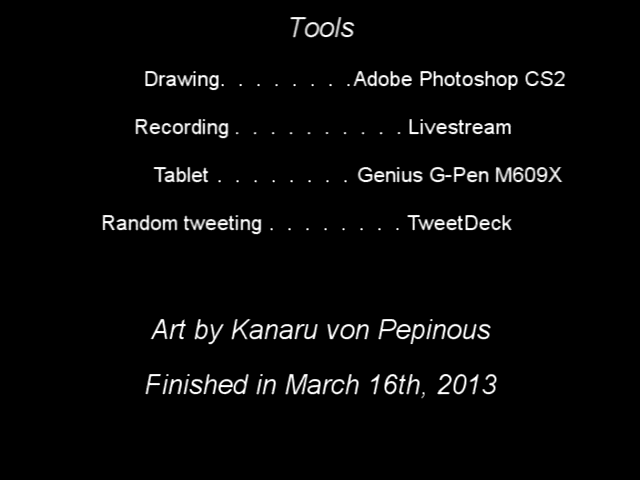 Tools
Drawing. . . . . . . .Adobe Photoshop CS2
Recording . . . . . . . . . . Livestream
Tablet . . . . . . . . Genius G-Pen M609X
Random tweeting . . . . . . . . TweetDeck
Art by Kanaru von Pepinous
Finished in March 16th, 2013